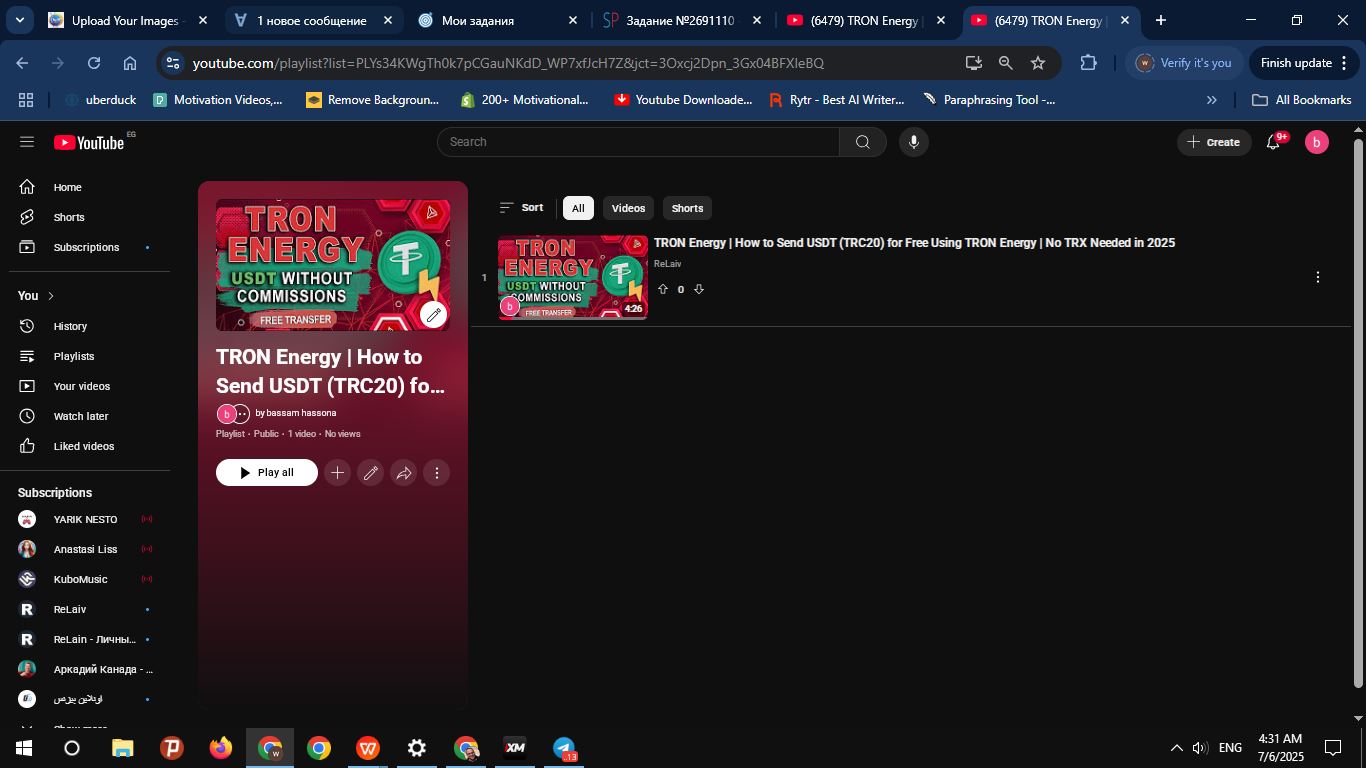 Upload Your Images -
1 новое сообщение
Мои задания
Задание №2691110
(6479) TRON Energy |
(6479) TRON Energy |
youtube.com/playlist?list=PLYs34KWgTh0k7pCGauNKdD_WP7xfJcH7Z&jct=3Oxcj2Dpn_3Gx04BFXIeBQ
Verify it's you
Finish update
uberduck
Motivation Videos,...
Remove Backgroun...
200+ Motivational...
Youtube Downloade...
Rytr - Best AI Writer...
Paraphrasing Tool -...
All Bookmarks
YouTube EG
Search
Create
9+
b
Home
Shorts
Subscriptions
You
History
Playlists
Your videos
Watch later
Liked videos
Subscriptions
YARIK NESTO
Anastasi Liss
KuboMusic
ReLaiv
ReLain - Личны...
Аркадий Канада - ...
اونلاين بيزنس
TRON
ENERGY
USDT WITHOUT
COMMISSIONS
FREE TRANSFER
TRON Energy | How to
Send USDT (TRC20) fo...
b
by bassam hassona
Playlist · Public · 1 video · No views
Play all
Sort
All
Videos
Shorts
1
TRON
ENERGY
USDT WITHOUT
COMMISSIONS
FREE TRANSFER
b
4:26
TRON Energy | How to Send USDT (TRC20) for Free Using TRON Energy | No TRX Needed in 2025
ReLaiv
0
XM
13
ENG
4:31 AM
7/6/2025